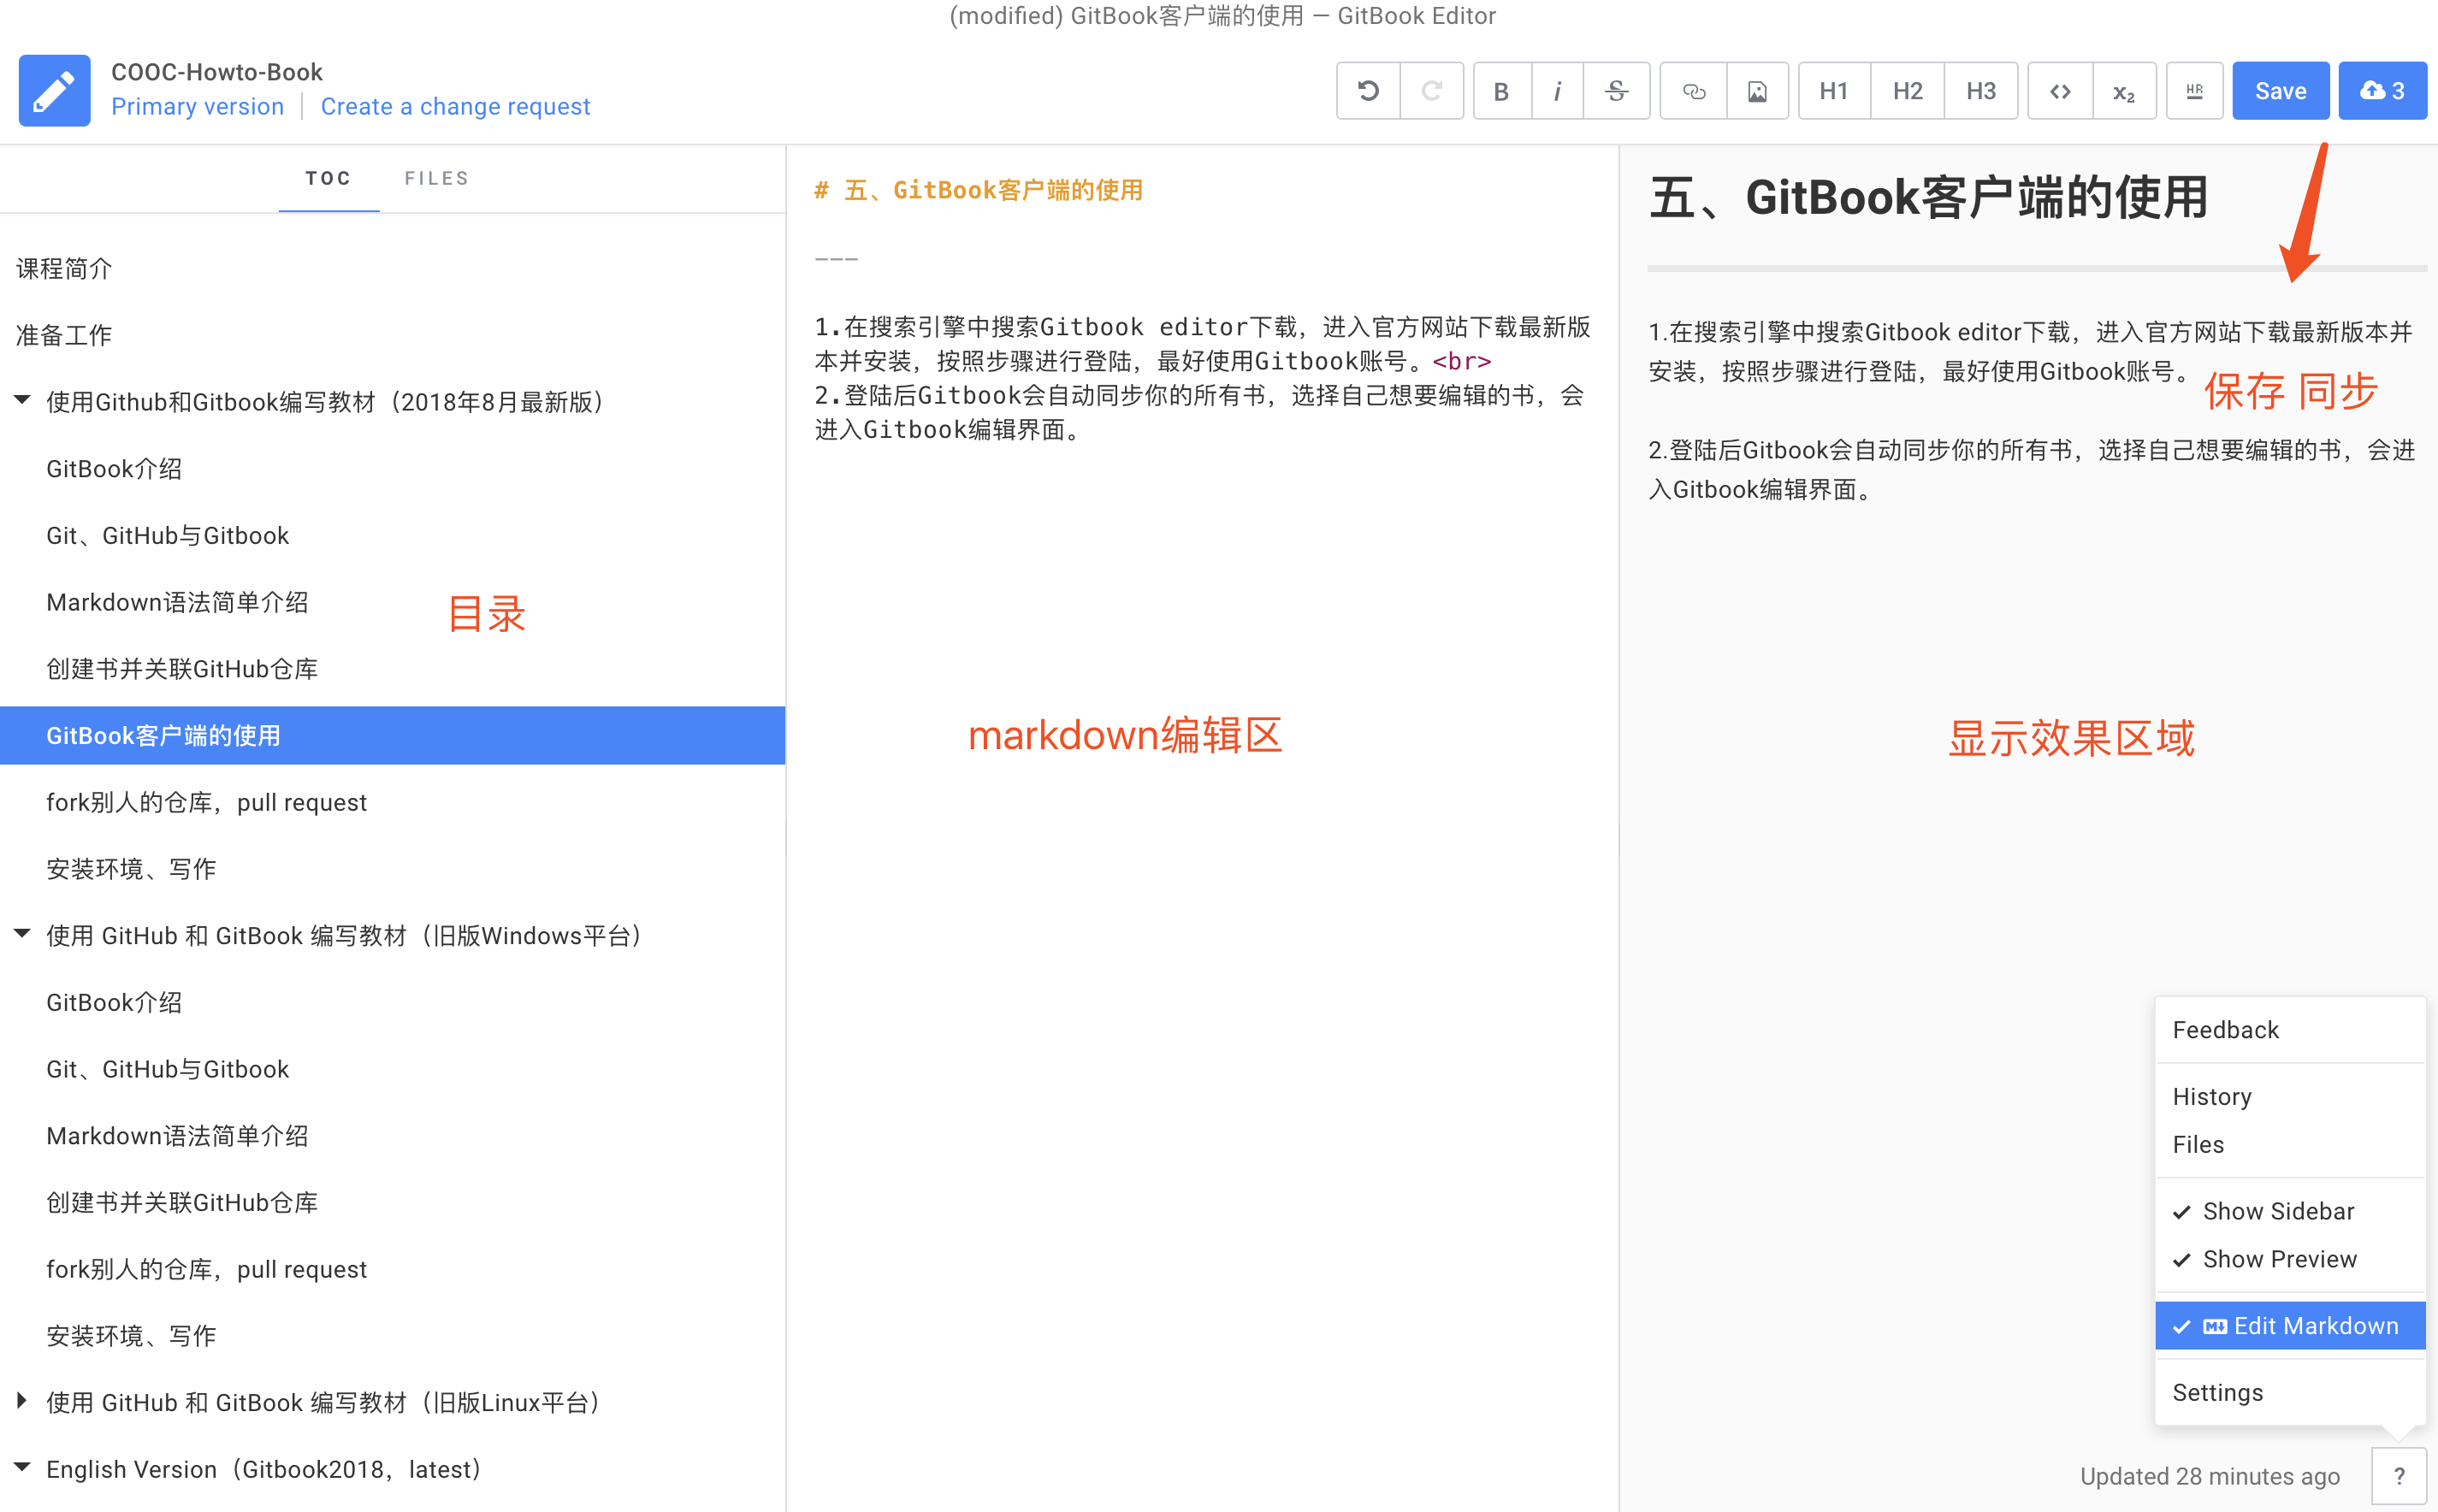 (modified) GitBook客户端的使用 — GitBook Editor
COOC-Howto-Book
Primary version | Create a change request
B i S H1 H2 H3 <> x₂ HR Save 3
TOC FILES
课程简介
准备工作
使用Github和Gitbook编写教材（2018年8月最新版）
GitBook介绍
Git、GitHub与Gitbook
Markdown语法简单介绍
创建书并关联GitHub仓库
GitBook客户端的使用
fork别人的仓库，pull request
安装环境、写作
使用 GitHub 和 GitBook 编写教材（旧版Windows平台）
GitBook介绍
Git、GitHub与Gitbook
Markdown语法简单介绍
创建书并关联GitHub仓库
fork别人的仓库，pull request
安装环境、写作
使用 GitHub 和 GitBook 编写教材（旧版Linux平台）
English Version（Gitbook2018，latest）
目录
# 五、GitBook客户端的使用
---
1.在搜索引擎中搜索Gitbook editor下载，进入官方网站下载最新版
本并安装，按照步骤进行登陆，最好使用Gitbook账号。<br>
2.登陆后Gitbook会自动同步你的所有书，选择自己想要编辑的书，会
进入Gitbook编辑界面。
markdown编辑区
五、GitBook客户端的使用
1.在搜索引擎中搜索Gitbook editor下载，进入官方网站下载最新版本并
安装，按照步骤进行登陆，最好使用Gitbook账号。
保存 同步
2.登陆后Gitbook会自动同步你的所有书，选择自己想要编辑的书，会进
入Gitbook编辑界面。
显示效果区域
Feedback
History
Files
Show Sidebar
Show Preview
M↓ Edit Markdown
Settings
Updated 28 minutes ago ?